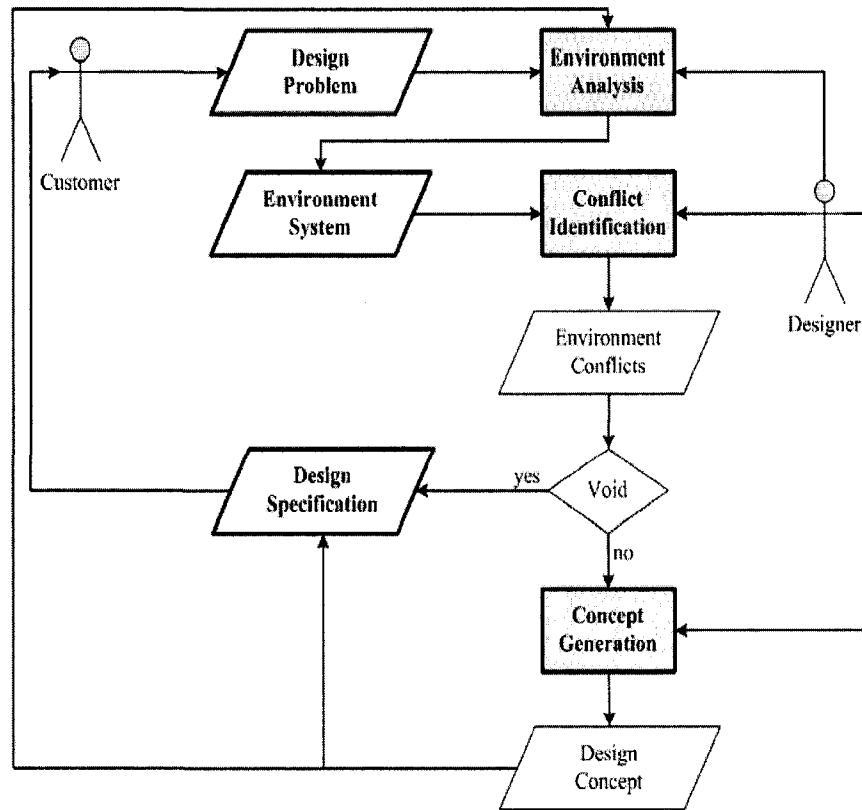 Design
Problem
Environment
Analysis
Customer
Environment
System
Conflict
Identification
Designer
Environment
Conflicts
Design
Specification
yes
Void
no
Concept
Generation
Design
Concept